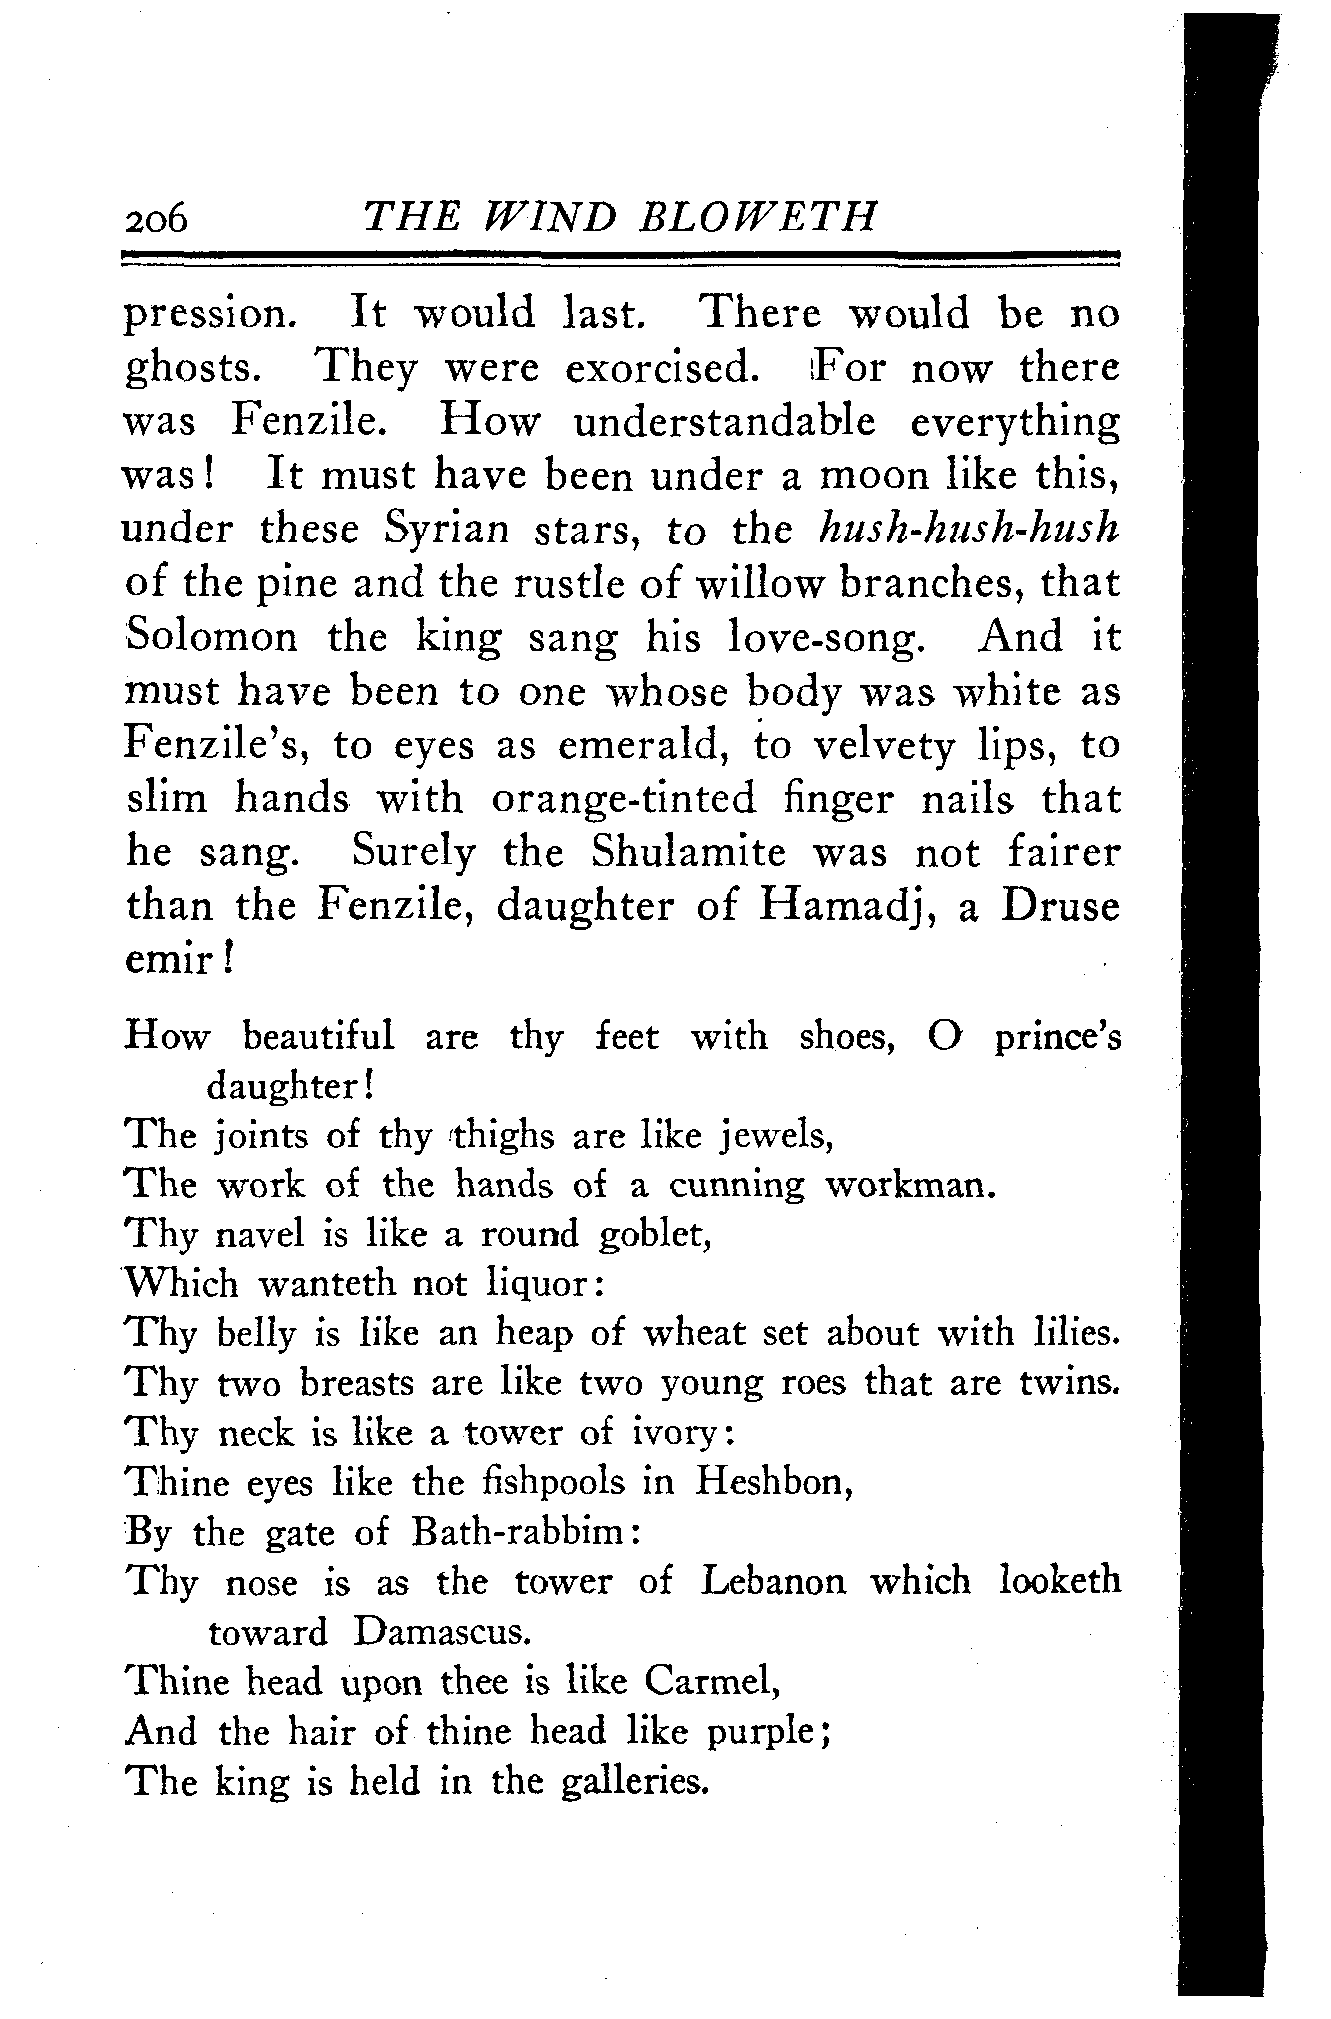 206 THE WIND BLOWETH
pression. It would last. There would be no
ghosts. They were exorcised. For now there
was Fenzile. How understandable everything
was! It must have been under a moon like this,
under these Syrian stars, to the hush-hush-hush
of the pine and the rustle of willow branches, that
Solomon the king sang his love-song. And it
must have been to one whose body was white as
Fenzile's, to eyes as emerald, to velvety lips, to
slim hands with orange-tinted finger nails that
he sang. Surely the Shulamite was not fairer
than the Fenzile, daughter of Hamadj, a Druse
emir!
How beautiful are thy feet with shoes, O prince's
daughter!
The joints of thy thighs are like jewels,
The work of the hands of a cunning workman.
Thy navel is like a round goblet,
Which wanteth not liquor:
Thy belly is like an heap of wheat set about with lilies.
Thy two breasts are like two young roes that are twins.
Thy neck is like a tower of ivory:
Thine eyes like the fishpools in Heshbon,
By the gate of Bath-rabbim:
Thy nose is as the tower of Lebanon which looketh
toward Damascus.
Thine head upon thee is like Carmel,
And the hair of thine head like purple;
The king is held in the galleries.